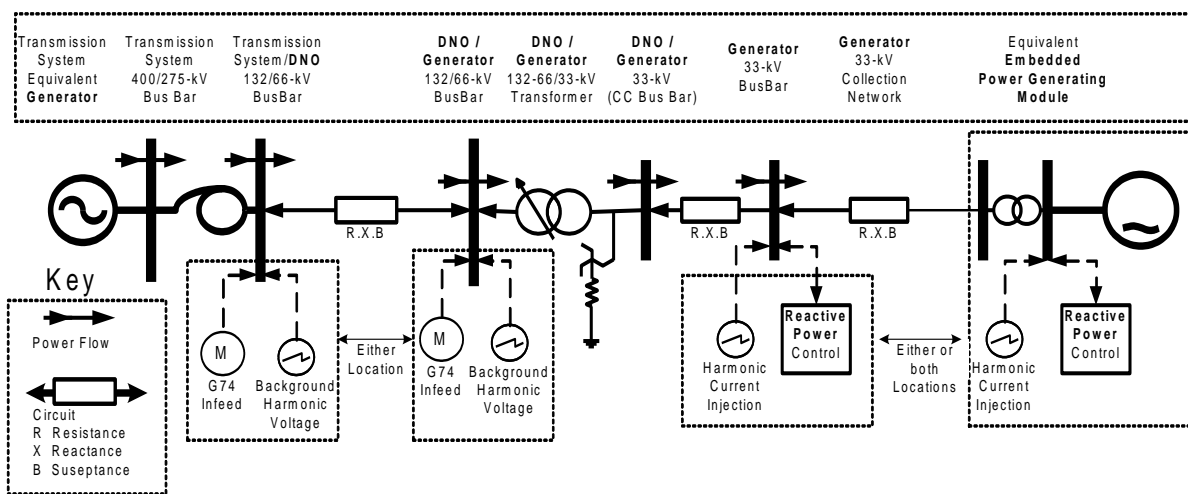 Transmission
System
Equivalent
Generator
Transmission
System
400/275-kV
Bus Bar
Transmission
System/DNO
132/66-kV
BusBar
DNO /
Generator
132/66-kV
BusBar
DNO /
Generator
132-66/33-kV
Transformer
DNO /
Generator
33-kV
(CC Bus Bar)
Generator
33-kV
BusBar
Generator
33-kV
Collection
Network
Equivalent
Embedded
Power Generating
Module
R.X.B
R.X.B
R.X.B
Key
Power Flow
Circuit
R Resistance
X Reactance
B Suseptance
M
G74
Infeed
Background
Harmonic
Voltage
Either
Location
M
G74
Infeed
Background
Harmonic
Voltage
Harmonic
Current
Injection
Reactive
Power
Control
Either or
both
Locations
Harmonic
Current
Injection
Reactive
Power
Control